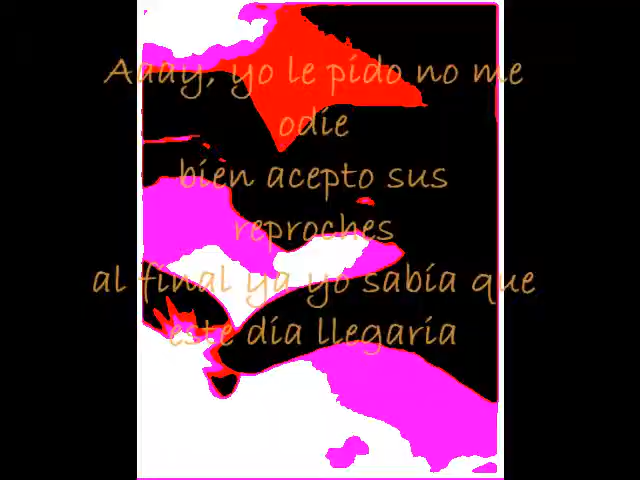 Aaay, yo le pido no me
odie
bien acepto sus
reproches
al final ya yo sabía que
este día llegaría